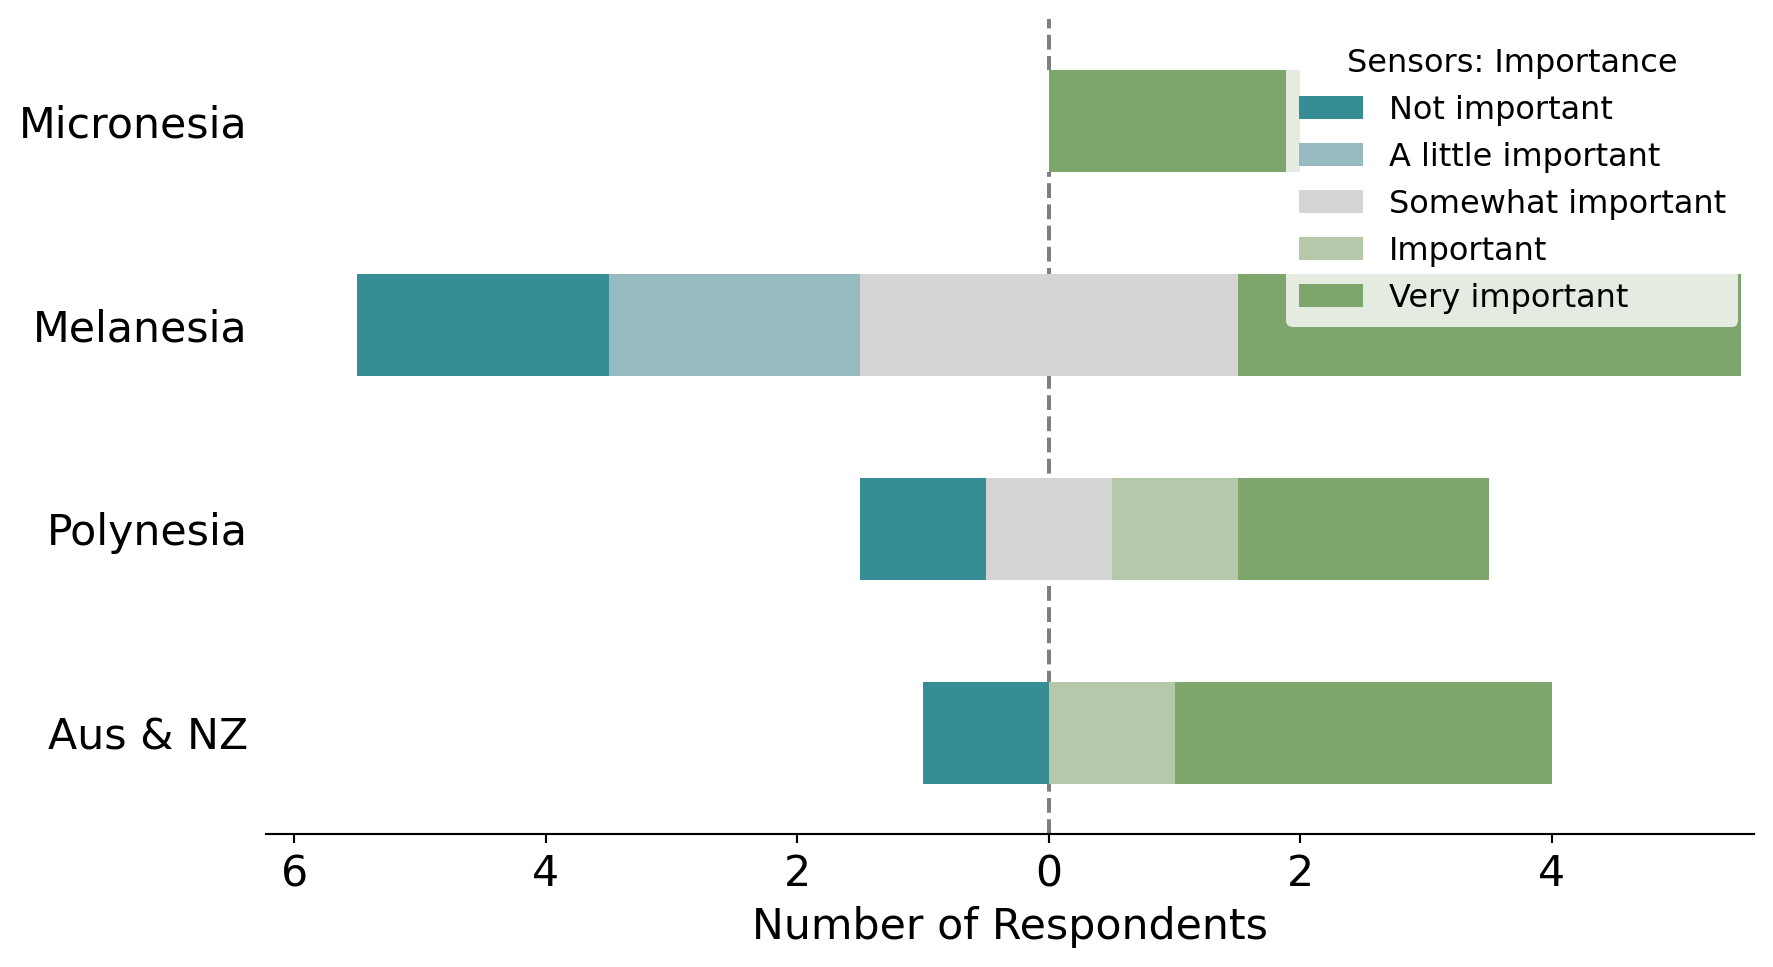 Sensors: Importance
Not important
A little important
Somewhat important
Important
Very important
Micronesia
Melanesia
Polynesia
Aus & NZ
6 4 2 0 2 4
Number of Respondents